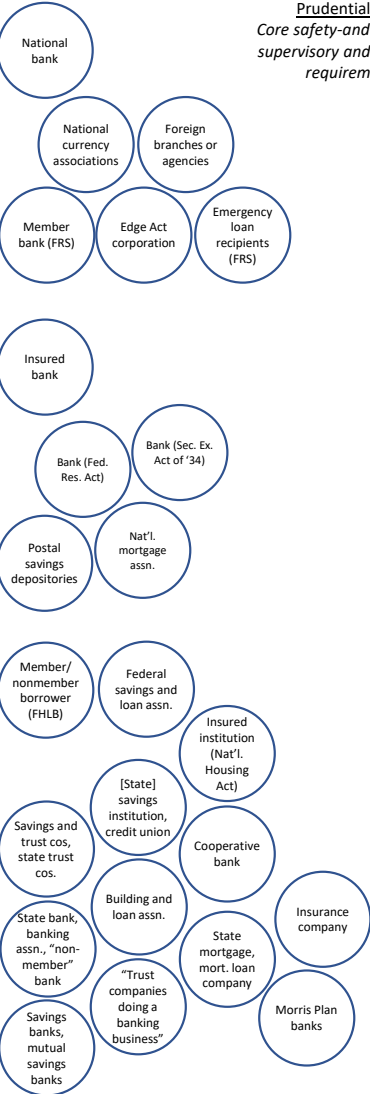 Prudential
Core safety-and
supervisory and
requirem
National
bank
National
currency
associations
Foreign
branches or
agencies
Member
bank (FRS)
Edge Act
corporation
Emergency
loan
recipients
(FRS)
Insured
bank
Bank (Fed.
Res. Act)
Bank (Sec. Ex.
Act of ‘34)
Postal
savings
depositories
Nat’l.
mortgage
assn.
Member/
nonmember
borrower
(FHLB)
Federal
savings and
loan assn.
Insured
institution
(Nat’l.
Housing
Act)
[State]
savings
institution,
credit union
Savings and
trust cos,
state trust
cos.
Cooperative
bank
Building and
loan assn.
Insurance
company
State bank,
banking
assn., “non-
member”
bank
State
mortgage,
mort. loan
company
“Trust
companies
doing a
banking
business”
Morris Plan
banks
Savings
banks,
mutual
savings
banks